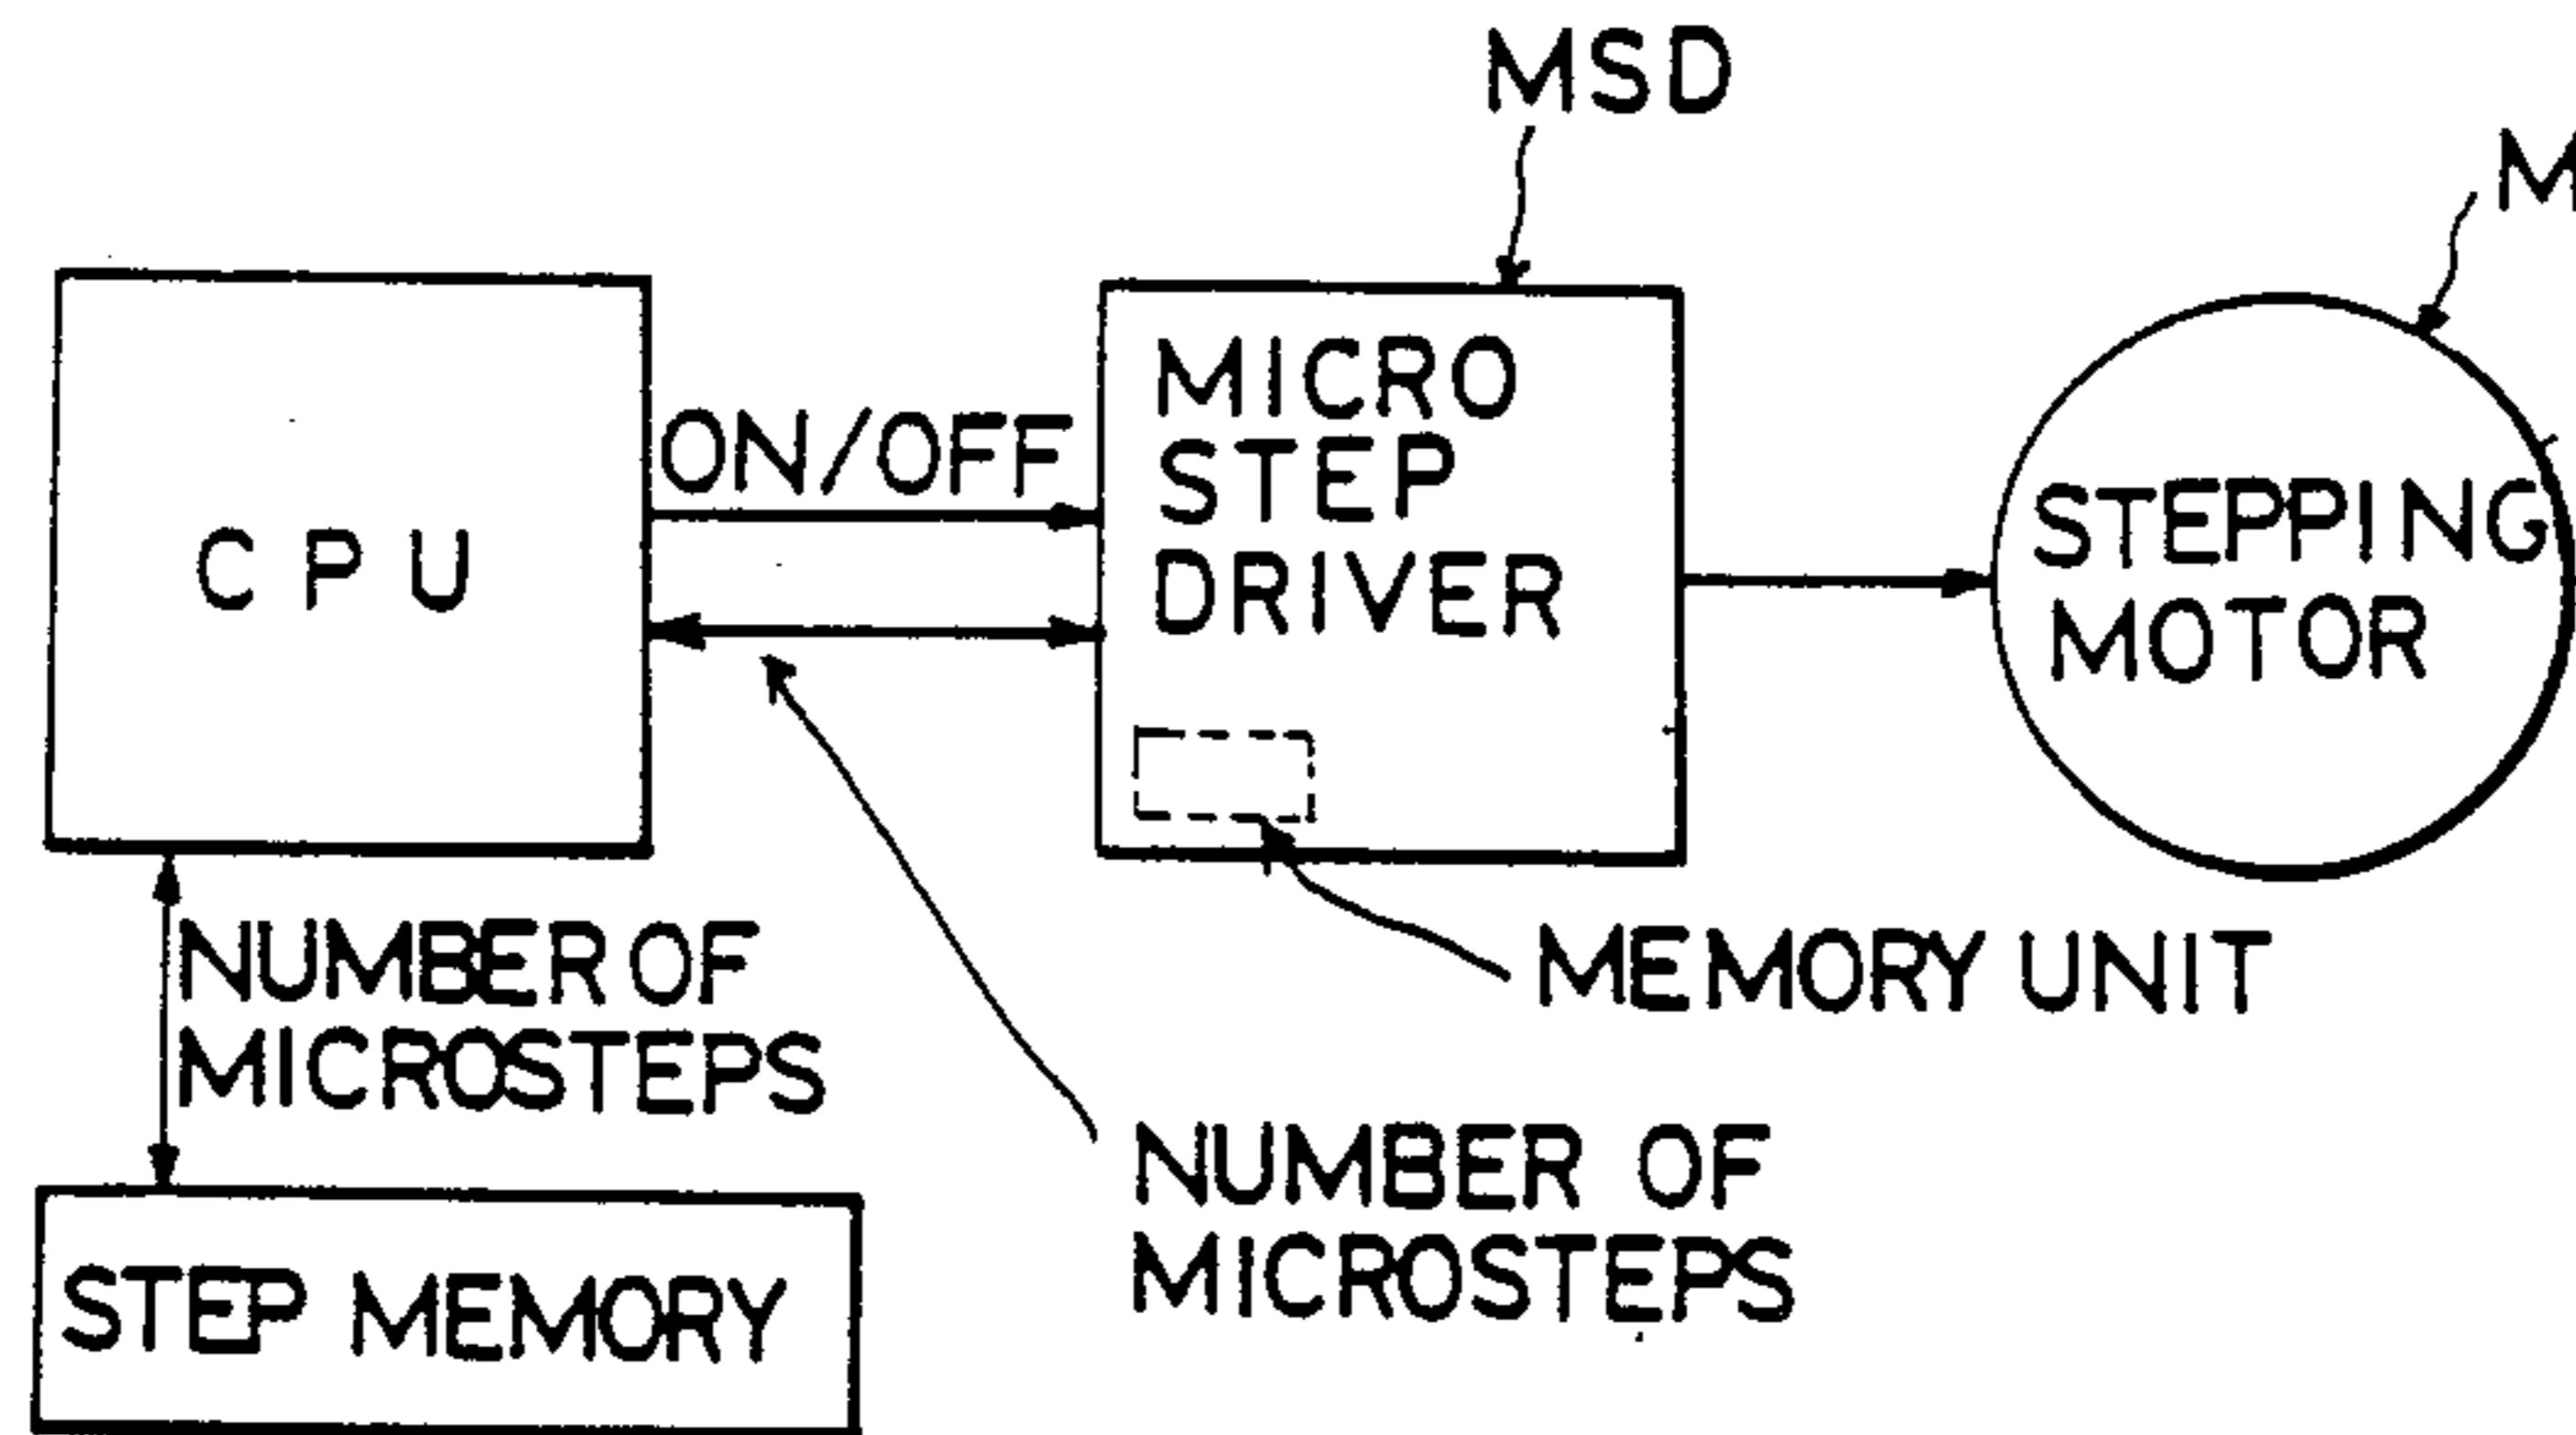 MSD
M
CPU
ON/OFF
MICRO
STEP
DRIVER
STEPPING
MOTOR
NUMBER OF
MICROSTEPS
MEMORY UNIT
NUMBER OF
MICROSTEPS
STEP MEMORY